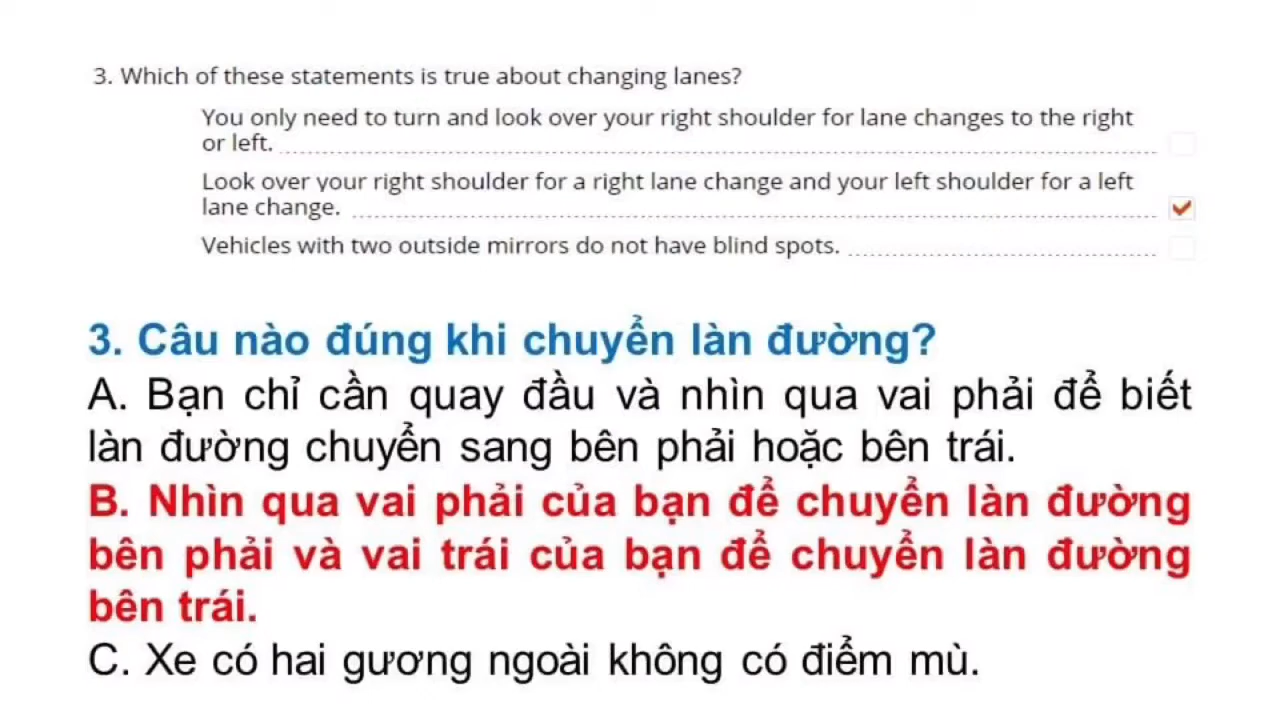 3. Which of these statements is true about changing lanes?
You only need to turn and look over your right shoulder for lane changes to the right
or left.
Look over your right shoulder for a right lane change and your left shoulder for a left
lane change.
Vehicles with two outside mirrors do not have blind spots.
3. Câu nào đúng khi chuyển làn đường?
A. Bạn chỉ cần quay đầu và nhìn qua vai phải để biết
làn đường chuyển sang bên phải hoặc bên trái.
B. Nhìn qua vai phải của bạn để chuyển làn đường
bên phải và vai trái của bạn để chuyển làn đường
bên trái.
C. Xe có hai gương ngoài không có điểm mù.